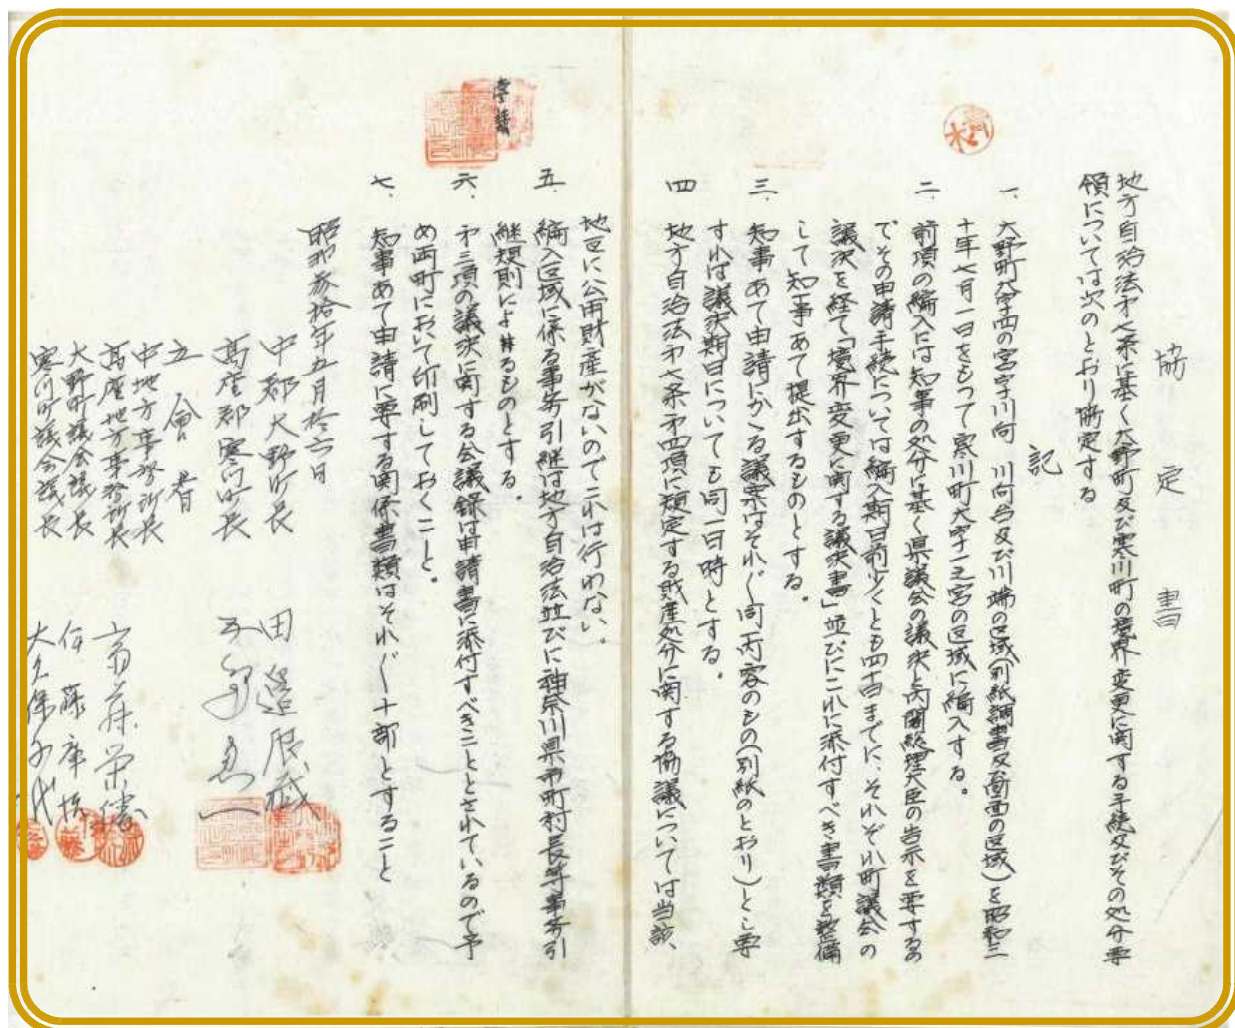 協定書
地方自治法第七条に基く大野町及び寒川町の境界変更に関する手続及びその処分要
領については次のとおり協定する
記
一、大野町大字四の宮字川向 川向台及び川端の区域(別紙調書及図面の区域)を昭和三
十年七月一日をもつて寒川町大字一之宮の区域に編入する。
二、前項の編入には知事の処分に基く県議会の議決と内閣総理大臣の告示を要するの
でその申請手続については編入期日前少くとも四十日までに、それぞれ町議会の
議決を経て「境界変更に関する議決書」並びにこれに添付すべき書類を整備
して知事あて提出するものとする。
三、知事あて申請にかゝる議案はそれぞれ同一内容のもの(別紙のとおり)とし要
すれば議決期日についても同一日時とする。
四 地方自治法第七条第四項に規定する財産処分に関する協議については当該
地区に公用財産がないのでこれは行わない。
五、編入区域に係る事務引継は地方自治法並びに神奈川県市町村長等事務引
継規則によるものとする。
六、第三項の議決に関する会議録は申請書に添付すべきこととされているので予
め両町において印刷しておくこと。
七、知事あて申請に要する関係書類はそれぞれ十部とすること
昭和参拾年五月拾六日
中郡大野町長 田邉展藏
高座郡寒川町長
立会者
中地方事務所長
高座地方事務所長 斎藤栄
大野町議会議長 伊藤庫
寒川町議会議長 大久保